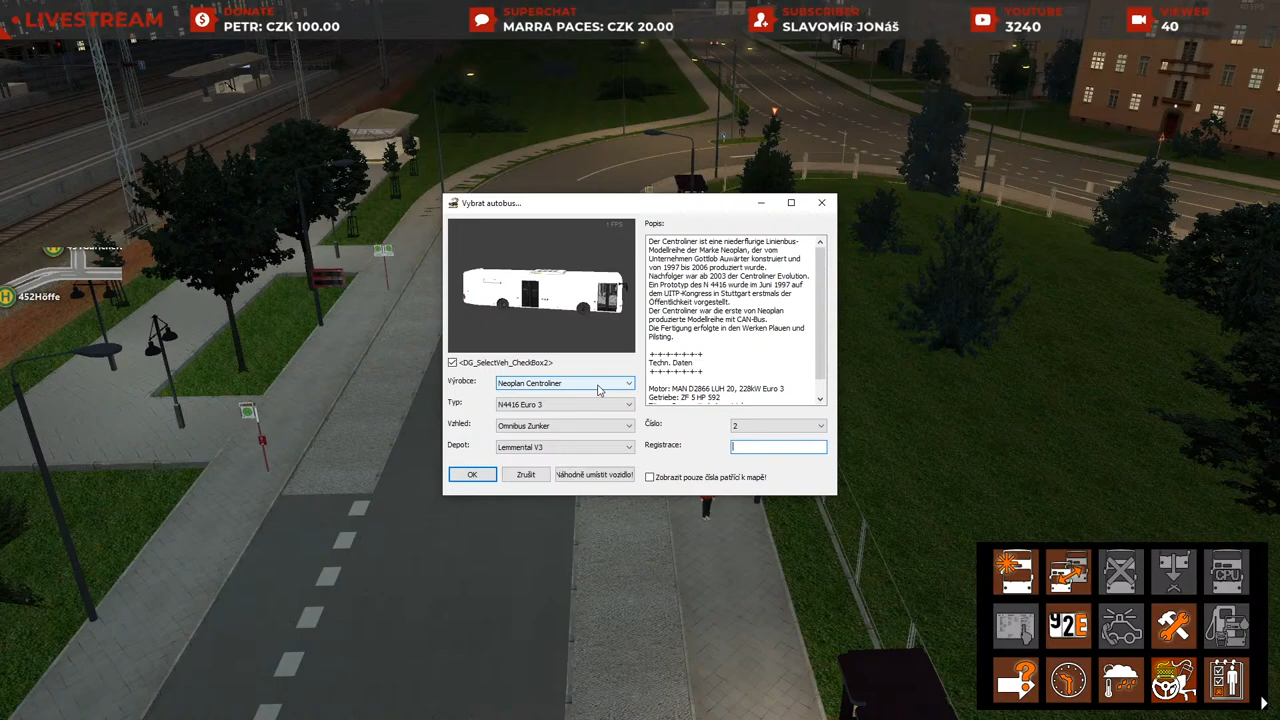 LIVESTREAM
DONATE
PETR: CZK 100.00
SUPERCHAT
MARRA PACES: CZK 20.00
SUBSCRIBER
SLAVOMÍR JONáš
YOUTUBE
3240
VIEWER
40
Vybrat autobus...
1 FPS
Popis:
Der Centroliner ist eine niederflurige Linienbus-
Modellreihe der Marke Neoplan, der vom
Unternehmen Gottlob Auwärter konstruiert und
von 1997 bis 2006 produziert wurde.
Nachfolger war ab 2003 der Centroliner Evolution.
Ein Prototyp des N 4416 wurde im Juni 1997 auf
dem UITP-Kongress in Stuttgart erstmals der
Öffentlichkeit vorgestellt.
Der Centroliner war die erste von Neoplan
produzierte Modellreihe mit CAN-Bus.
Die Fertigung erfolgte in den Werken Plauen und
Pilsting.
+-+-+-+-+-+-+
Techn. Daten
+-+-+-+-+-+-+
Motor: MAN D2866 LUH 20, 228kW Euro 3
Getriebe: ZF 5 HP 592
<DG_SelectVeh_CheckBox2>
Výrobce:
Neoplan Centroliner
Typ:
N4416 Euro 3
Vzhled:
Omnibus Zunker
Číslo:
2
Depot:
Lemmental V3
Registrace:
OK
Zrušit
Náhodně umístit vozidlo!
Zobrazit pouze čísla patřící k mapě!
452Höffe
CPU
92E